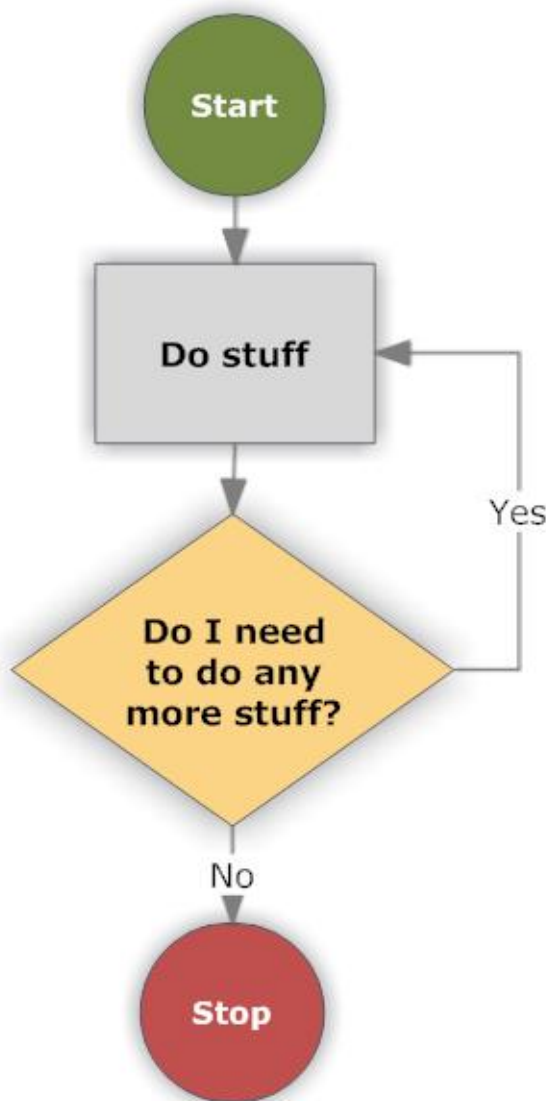 Start
Do stuff
Yes
Do I need
to do any
more stuff?
No
Stop